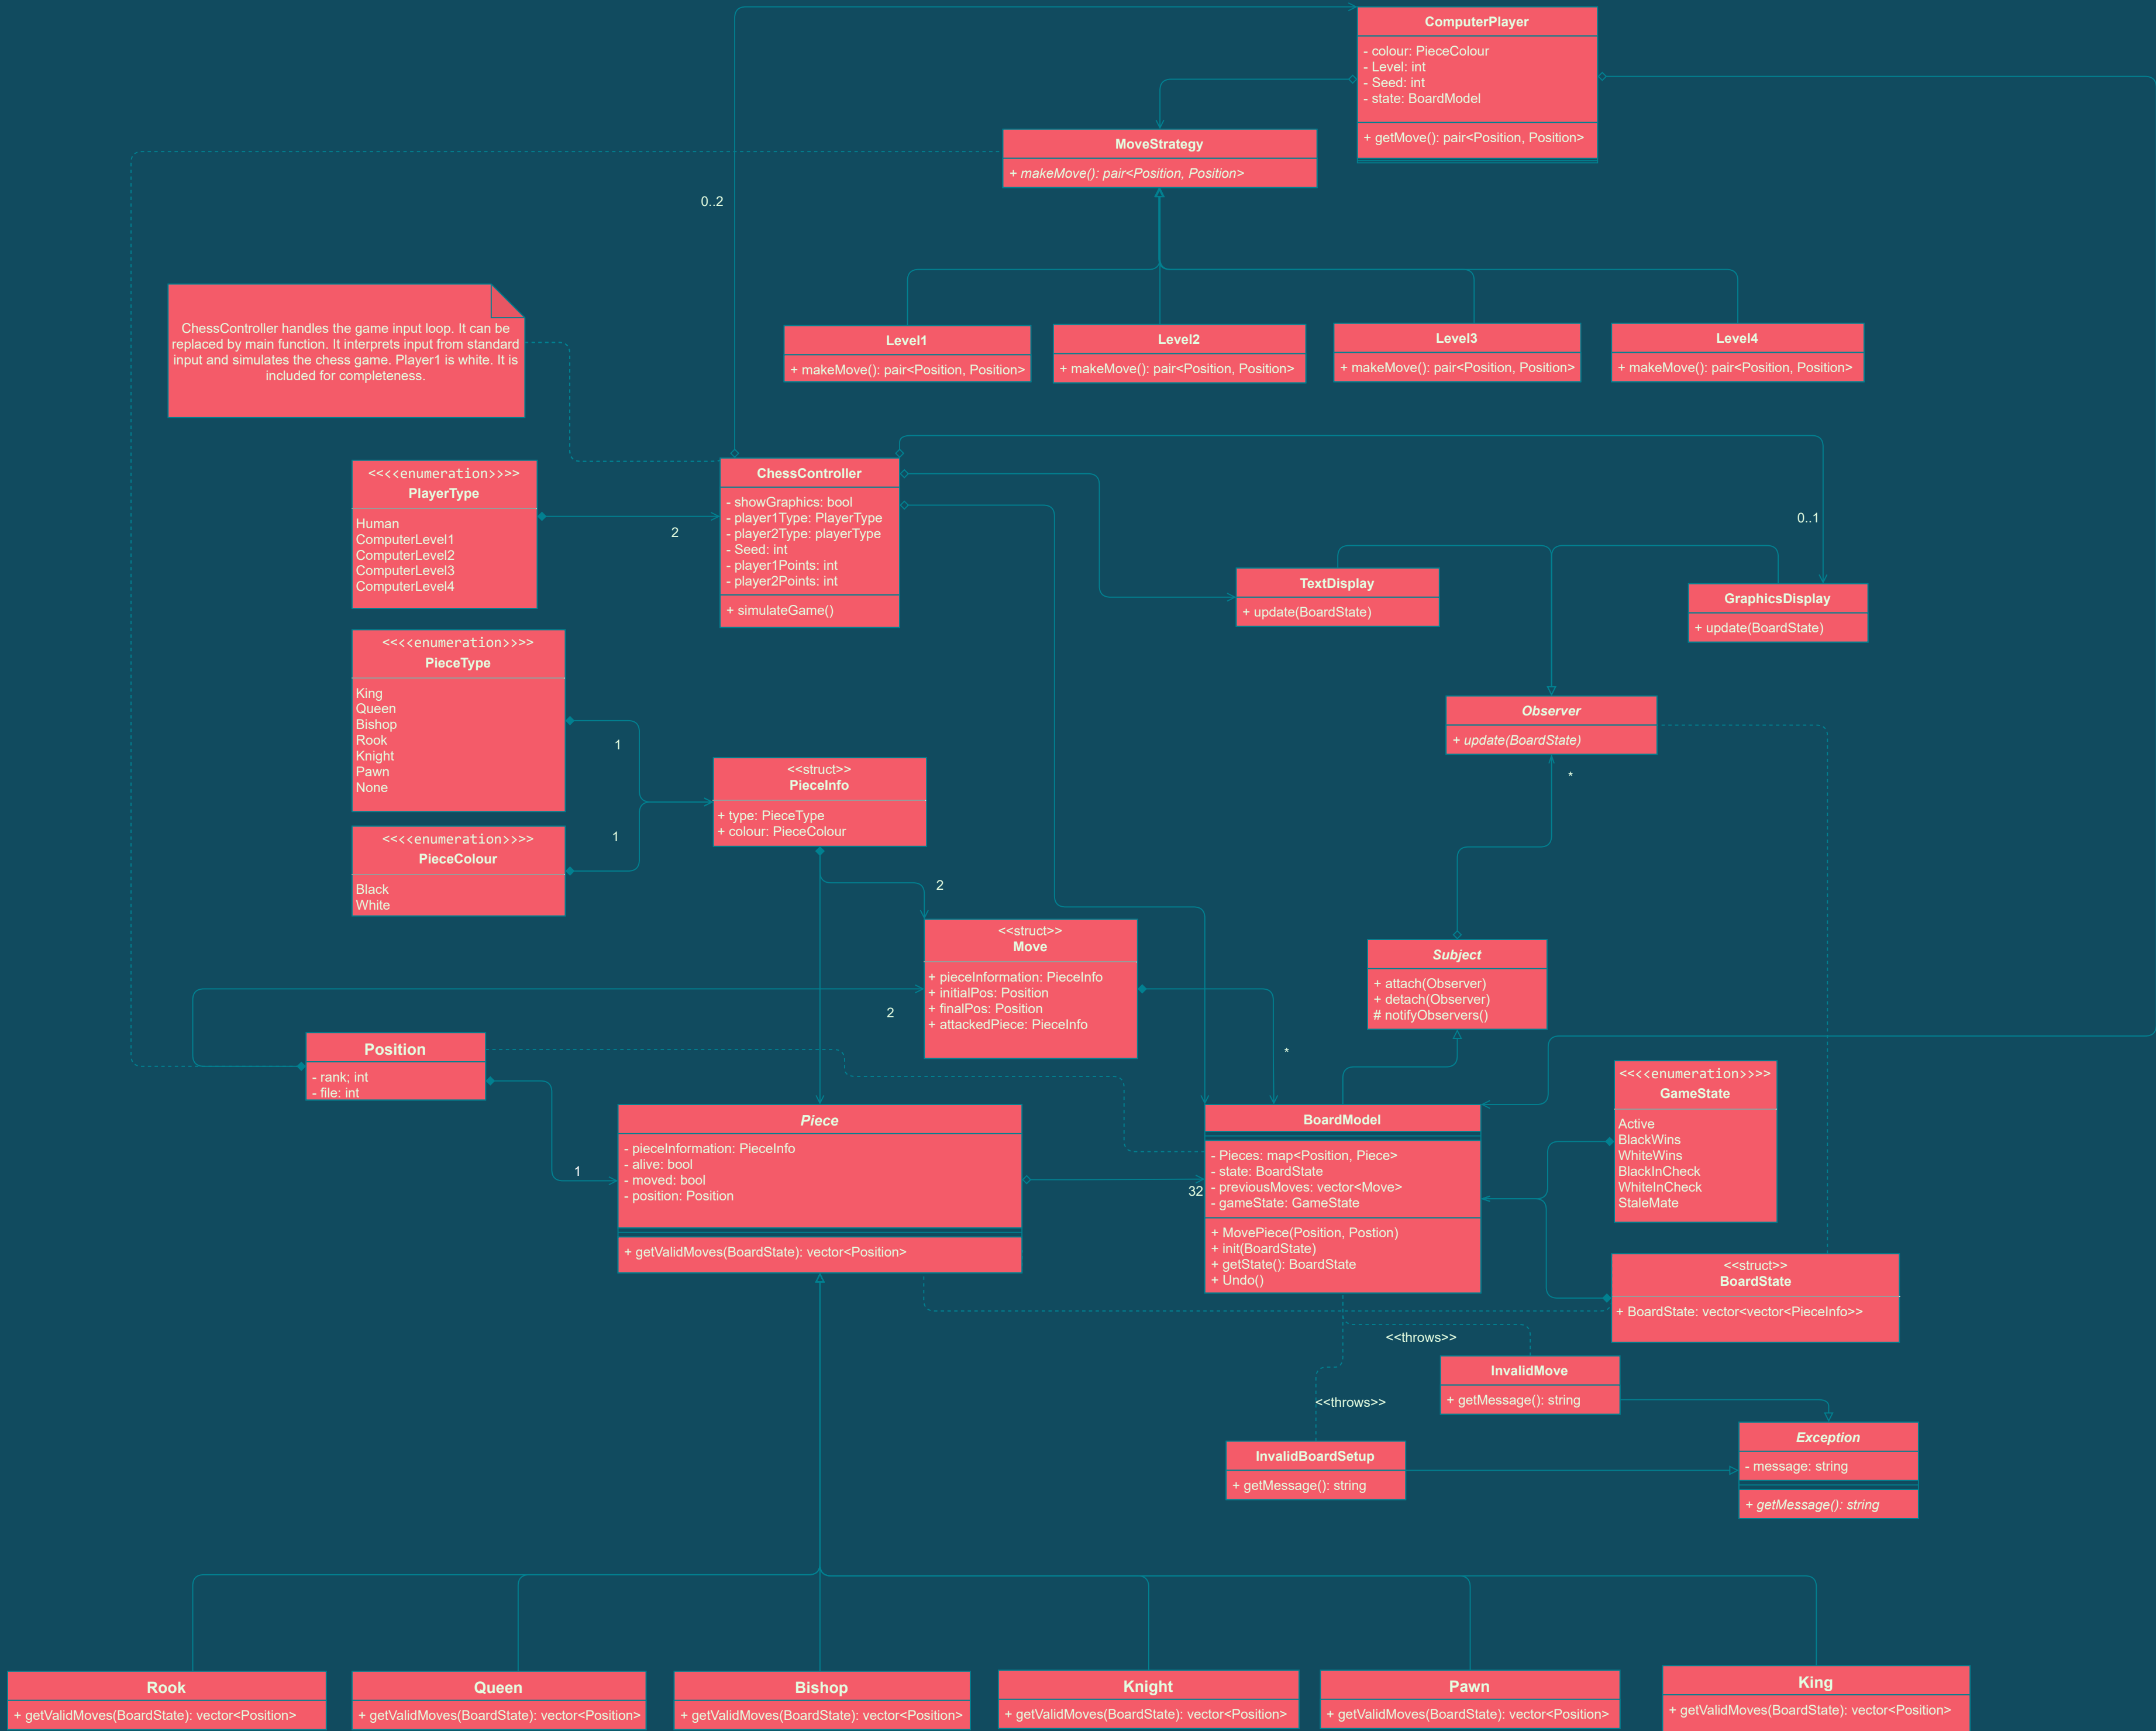 ComputerPlayer
- colour: PieceColour
- Level: int
- Seed: int
- state: BoardModel
+ getMove(): pair<Position, Position>
MoveStrategy
+ makeMove(): pair<Position, Position>
0..2
Level1
+ makeMove(): pair<Position, Position>
Level2
+ makeMove(): pair<Position, Position>
Level3
+ makeMove(): pair<Position, Position>
Level4
+ makeMove(): pair<Position, Position>
ChessController handles the game input loop. It can be
replaced by main function. It interprets input from standard
input and simulates the chess game. Player1 is white. It is
included for completeness.
<<<<enumeration>>>>
PlayerType
Human
ComputerLevel1
ComputerLevel2
ComputerLevel3
ComputerLevel4
2
ChessController
- showGraphics: bool
- player1Type: PlayerType
- player2Type: playerType
- Seed: int
- player1Points: int
- player2Points: int
+ simulateGame()
0..1
TextDisplay
+ update(BoardState)
GraphicsDisplay
+ update(BoardState)
<<<<enumeration>>>>
PieceType
King
Queen
Bishop
Rook
Knight
Pawn
None
1
Observer
+ update(BoardState)
*
<<struct>>
PieceInfo
+ type: PieceType
+ colour: PieceColour
<<<<enumeration>>>>
PieceColour
Black
White
1
2
<<struct>>
Move
+ pieceInformation: PieceInfo
+ initialPos: Position
+ finalPos: Position
+ attackedPiece: PieceInfo
2
*
Subject
+ attach(Observer)
+ detach(Observer)
# notifyObservers()
Position
- rank; int
- file: int
1
Piece
- pieceInformation: PieceInfo
- alive: bool
- moved: bool
- position: Position
+ getValidMoves(BoardState): vector<Position>
32
BoardModel
- Pieces: map<Position, Piece>
- state: BoardState
- previousMoves: vector<Move>
- gameState: GameState
+ MovePiece(Position, Postion)
+ init(BoardState)
+ getState(): BoardState
+ Undo()
<<<<enumeration>>>>
GameState
Active
BlackWins
WhiteWins
BlackInCheck
WhiteInCheck
StaleMate
<<struct>>
BoardState
+ BoardState: vector<vector<PieceInfo>>
<<throws>>
InvalidMove
+ getMessage(): string
<<throws>>
InvalidBoardSetup
+ getMessage(): string
Exception
- message: string
+ getMessage(): string
Rook
+ getValidMoves(BoardState): vector<Position>
Queen
+ getValidMoves(BoardState): vector<Position>
Bishop
+ getValidMoves(BoardState): vector<Position>
Knight
+ getValidMoves(BoardState): vector<Position>
Pawn
+ getValidMoves(BoardState): vector<Position>
King
+ getValidMoves(BoardState): vector<Position>